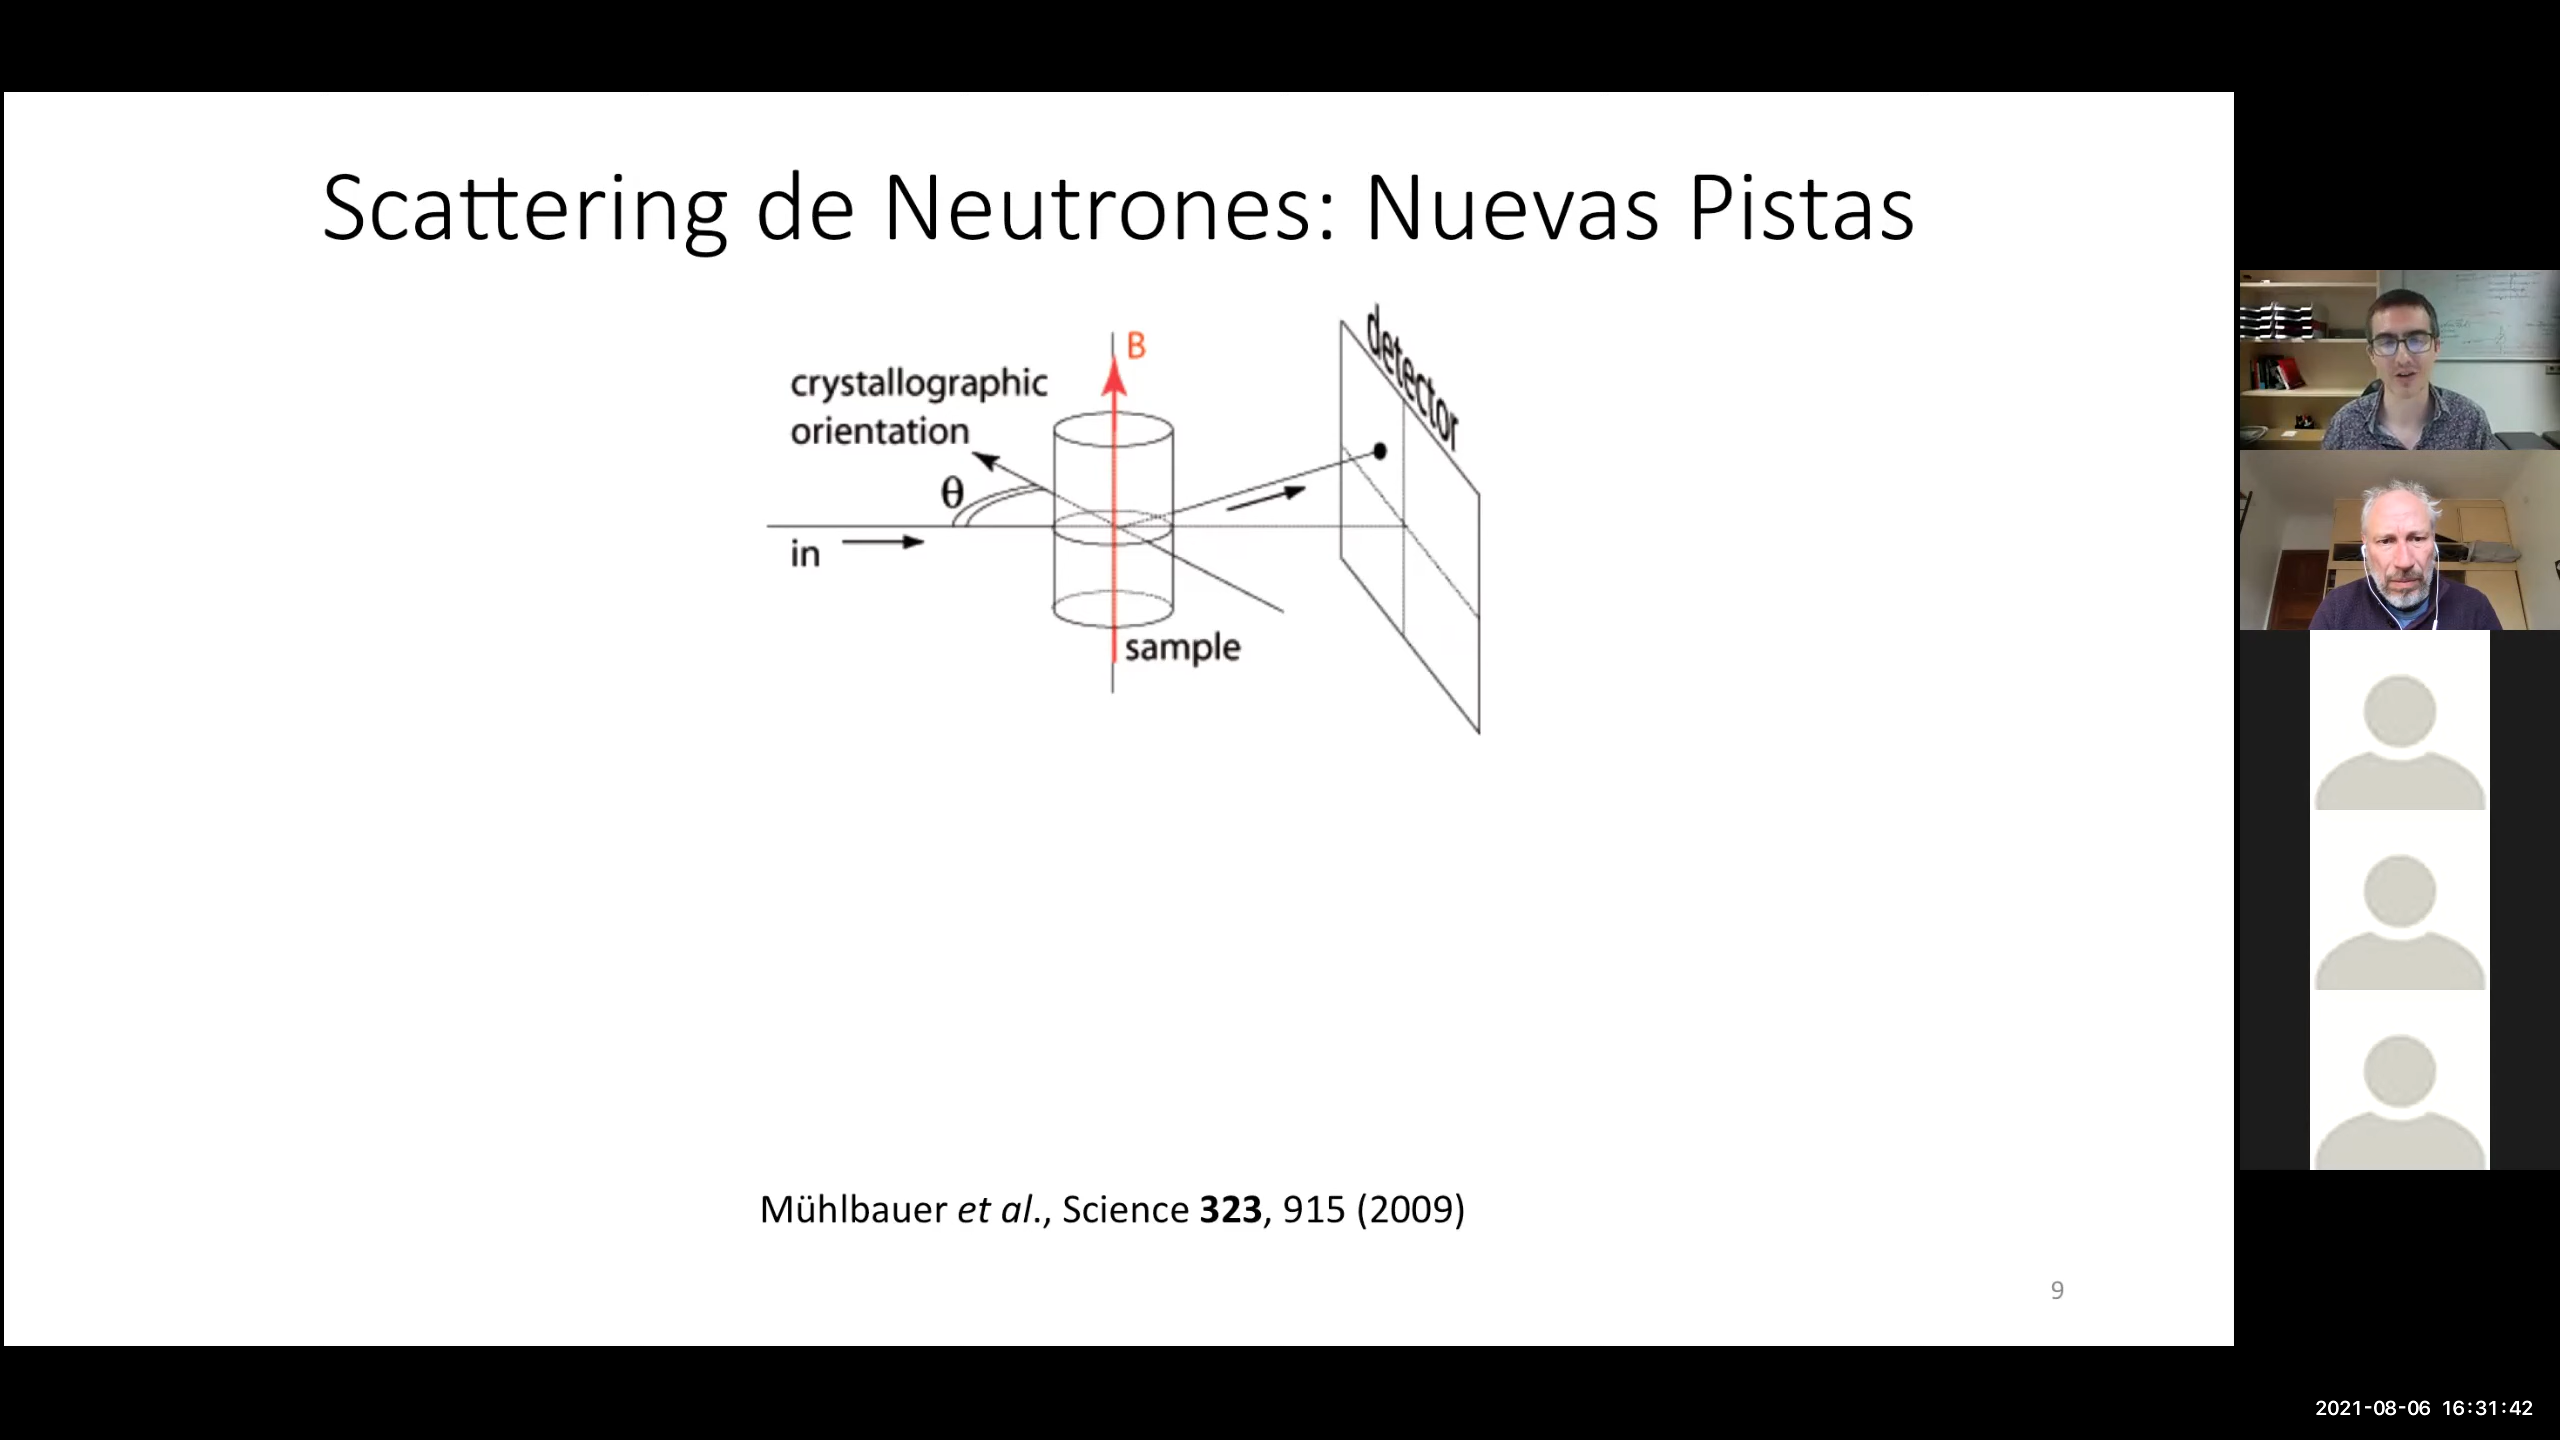 Scattering de Neutrones: Nuevas Pistas
B
detector
crystallographic
orientation
θ
in
sample
Mühlbauer et al., Science 323, 915 (2009)
9
2021-08-06 16:31:42